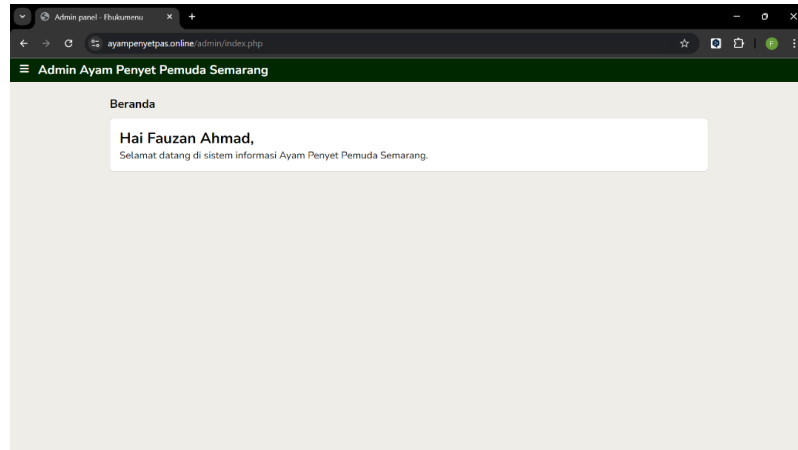 Admin panel - Ebukumenu
ayampenyetpas.online/admin/index.php
F
Admin Ayam Penyet Pemuda Semarang
Beranda
Hai Fauzan Ahmad,
Selamat datang di sistem informasi Ayam Penyet Pemuda Semarang.